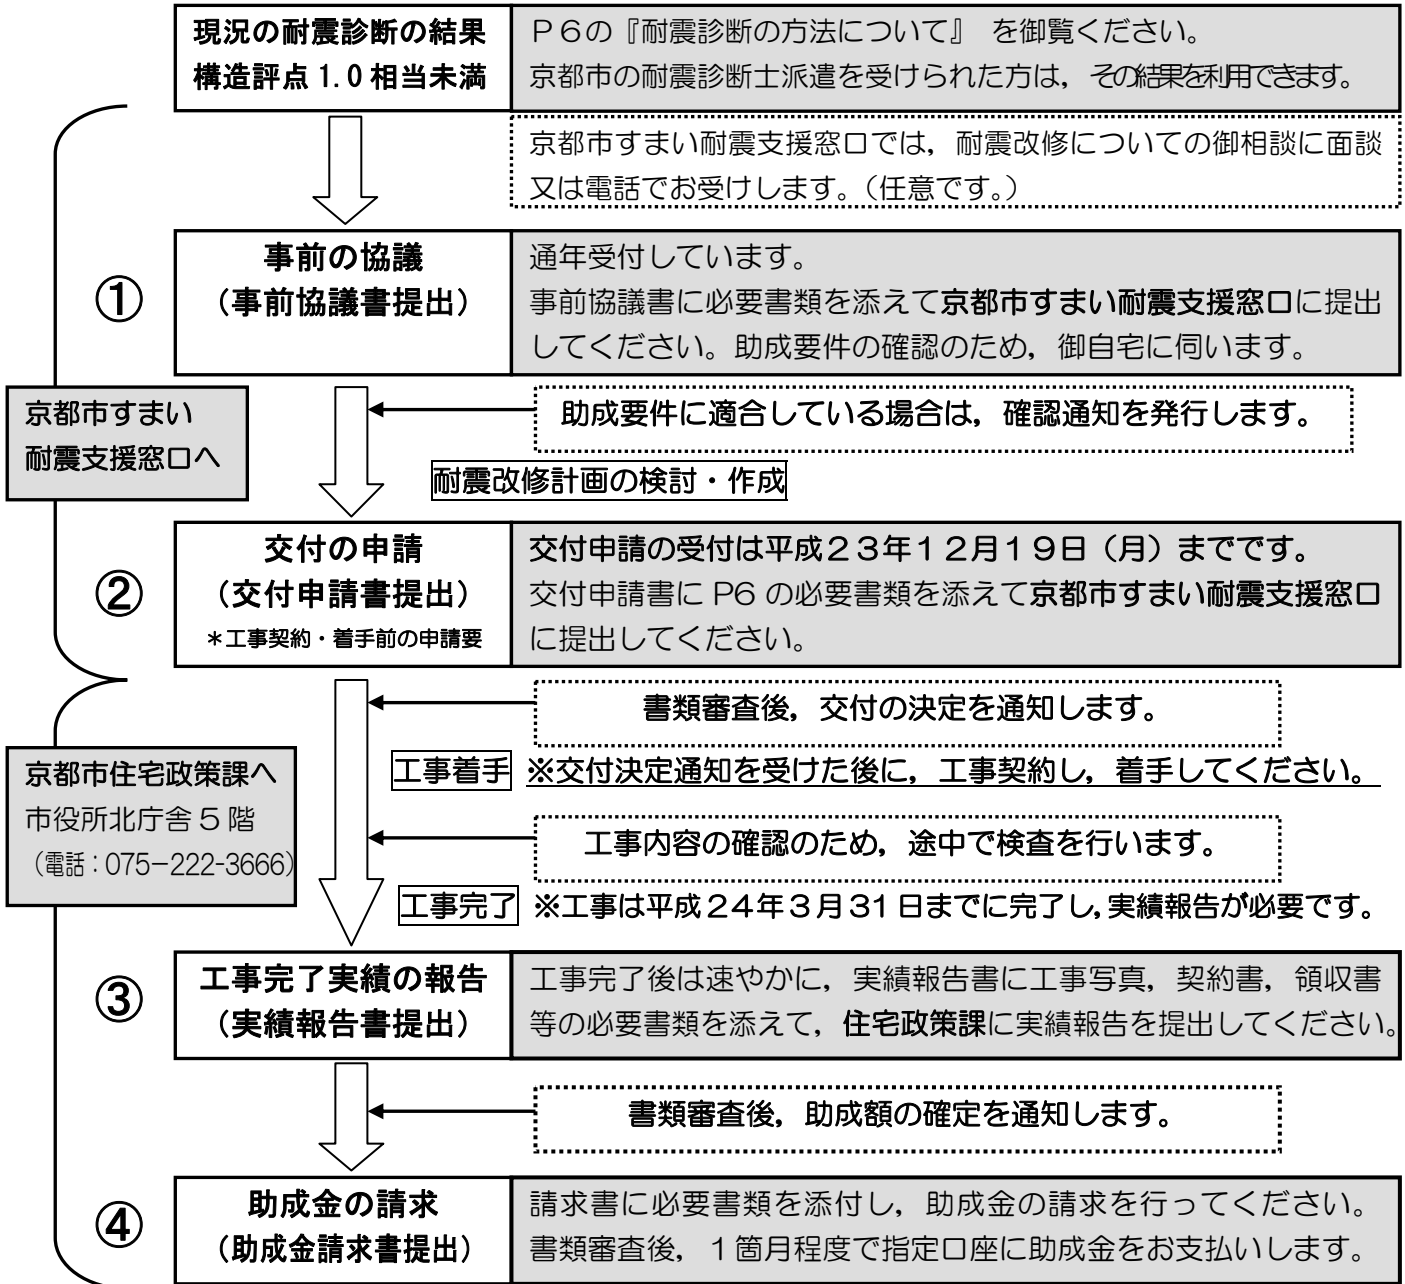 現況の耐震診断の結果
構造評点 1.0 相当未満
P６の『耐震診断の方法について』 を御覧ください。
京都市の耐震診断士派遣を受けられた方は，その結果を利用できます。
京都市すまい耐震支援窓口では，耐震改修についての御相談に面談
又は電話でお受けします。（任意です。）
①
事前の協議
（事前協議書提出）
通年受付しています。
事前協議書に必要書類を添えて京都市すまい耐震支援窓口に提出
してください。助成要件の確認のため，御自宅に伺います。
京都市すまい
耐震支援窓口へ
助成要件に適合している場合は，確認通知を発行します。
耐震改修計画の検討・作成
②
交付の申請
（交付申請書提出）
＊工事契約・着手前の申請要
交付申請の受付は平成２３年１２月１９日（月）までです。
交付申請書に P6 の必要書類を添えて京都市すまい耐震支援窓口
に提出してください。
書類審査後，交付の決定を通知します。
工事着手 ※交付決定通知を受けた後に，工事契約し，着手してください。
京都市住宅政策課へ
市役所北庁舎５階
（電話：075－222-3666）
工事内容の確認のため，途中で検査を行います。
工事完了 ※工事は平成２４年３月３１日までに完了し，実績報告が必要です。
③
工事完了実績の報告
（実績報告書提出）
工事完了後は速やかに，実績報告書に工事写真，契約書，領収書
等の必要書類を添えて，住宅政策課に実績報告を提出してください。
書類審査後，助成額の確定を通知します。
④
助成金の請求
（助成金請求書提出）
請求書に必要書類を添付し，助成金の請求を行ってください。
書類審査後，１箇月程度で指定口座に助成金をお支払いします。